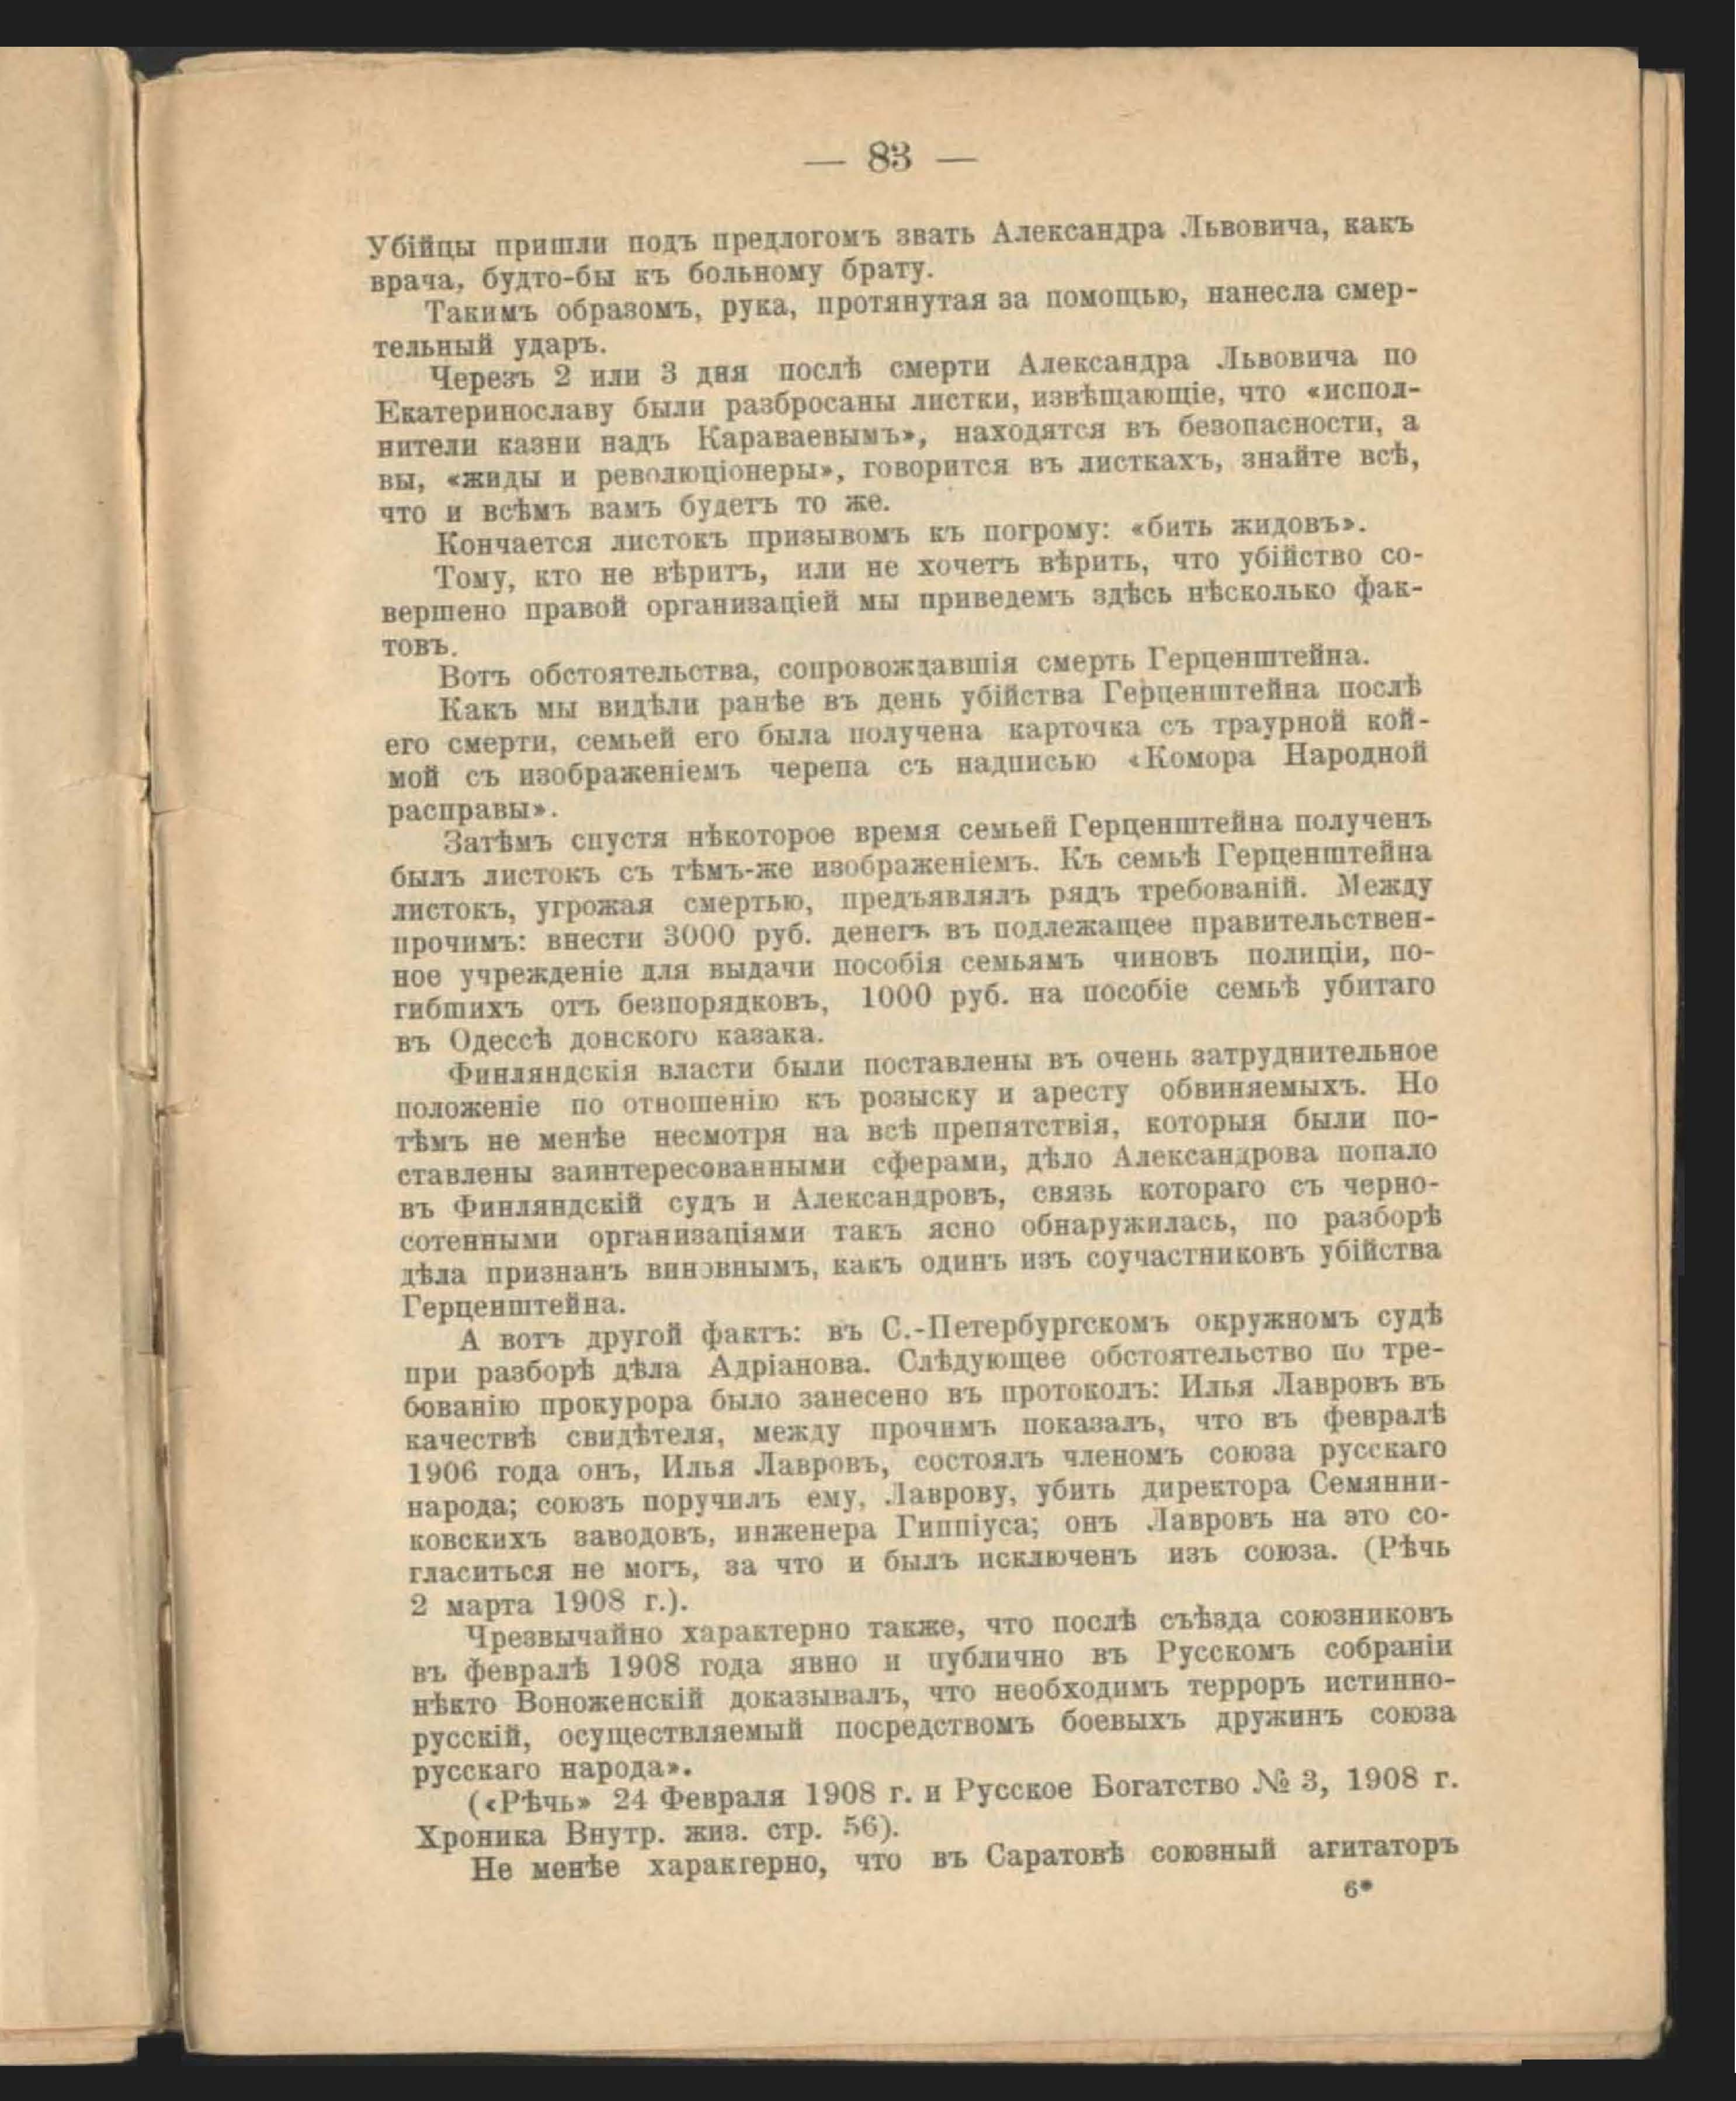 — 83 —
Убійцы пришли подъ предлогомъ звать Александра Львовича, какъ
врача, будто-бы къ больному брату.
Такимъ образомъ, рука, протянутая за помощью, нанесла смер-
тельный ударъ.
Черезъ 2 или 3 дня послѣ смерти Александра Львовича по
Екатеринославу были разбросаны листки, извѣщающіе, что «испол-
нители казни надъ Караваевымъ», находятся въ безопасности, а
вы, «жиды и революціонеры», говорится въ листкахъ, знайте всѣ,
что и всѣмъ вамъ будетъ то же.
Кончается листокъ призывомъ къ погрому: «бить жидовъ».
Тому, кто не вѣритъ, или не хочетъ вѣрить, что убійство со-
вершено правой организаціей мы приведемъ здѣсь нѣсколько фак-
товъ.
Вотъ обстоятельства, сопровождавшія смерть Герценштейна.
Какъ мы видѣли ранѣе въ день убійства Герценштейна послѣ
его смерти, семьей его была получена карточка съ траурной кой-
мой съ изображеніемъ черепа съ надписью «Комора Народной
расправы».
Затѣмъ спустя нѣкоторое время семьей Герценштейна полученъ
былъ листокъ съ тѣмъ-же изображеніемъ. Къ семьѣ Герценштейна
листокъ, угрожая смертью, предъявлялъ рядъ требованій. Между
прочимъ: внести 3000 руб. денегъ въ подлежащее правительствен-
ное учрежденіе для выдачи пособія семьямъ чиновъ полиціи, по-
гибшихъ отъ безпорядковъ, 1000 руб. на пособіе семьѣ убитаго
въ Одессѣ донского казака.
Финляндскія власти были поставлены въ очень затруднительное
положеніе по отношенію къ розыску и аресту обвиняемыхъ. Но
тѣмъ не менѣе несмотря на всѣ препятствія, которыя были по-
ставлены заинтересованными сферами, дѣло Александрова попало
въ Финляндскій судъ и Александровъ, связь котораго съ черно-
сотенными организаціями такъ ясно обнаружилась, по разборѣ
дѣла признанъ виновнымъ, какъ одинъ изъ соучастниковъ убійства
Герценштейна.
А вотъ другой фактъ: въ С.-Петербургскомъ окружномъ судѣ
при разборѣ дѣла Адріанова. Слѣдующее обстоятельство по тре-
бованію прокурора было занесено въ протоколъ: Илья Лавровъ въ
качествѣ свидѣтеля, между прочимъ показалъ, что въ февралѣ
1906 года онъ, Илья Лавровъ, состоялъ членомъ союза русскаго
народа; союзъ поручилъ ему, Лаврову, убить директора Семянни-
ковскихъ заводовъ, инженера Гиппіуса; онъ Лавровъ на это со-
гласиться не могъ, за что и былъ исключенъ изъ союза. (Рѣчь
2 марта 1908 г.).
Чрезвычайно характерно также, что послѣ съѣзда союзниковъ
въ февралѣ 1908 года явно и публично въ Русскомъ собраніи
нѣкто Воноженскій доказывалъ, что необходимъ терроръ истинно-
русскій, осуществляемый посредствомъ боевыхъ дружинъ союза
русскаго народа».
(«Рѣчь» 24 Февраля 1908 г. и Русское Богатство № 3, 1908 г.
Хроника Внутр. жиз. стр. 56).
Не менѣе характерно, что въ Саратовѣ союзный агитаторъ
6*